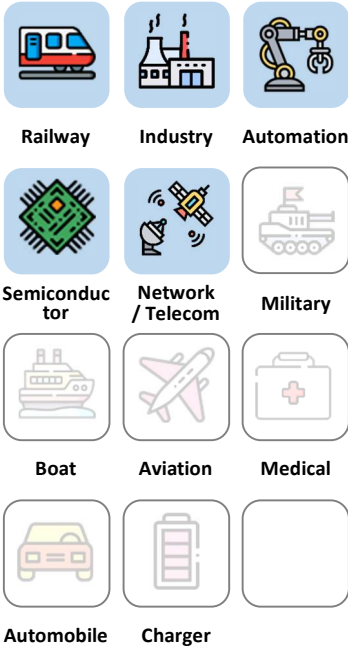 Railway
Industry
Automation
Semiconduc
tor
Network
/ Telecom
Military
Boat
Aviation
Medical
Automobile
Charger